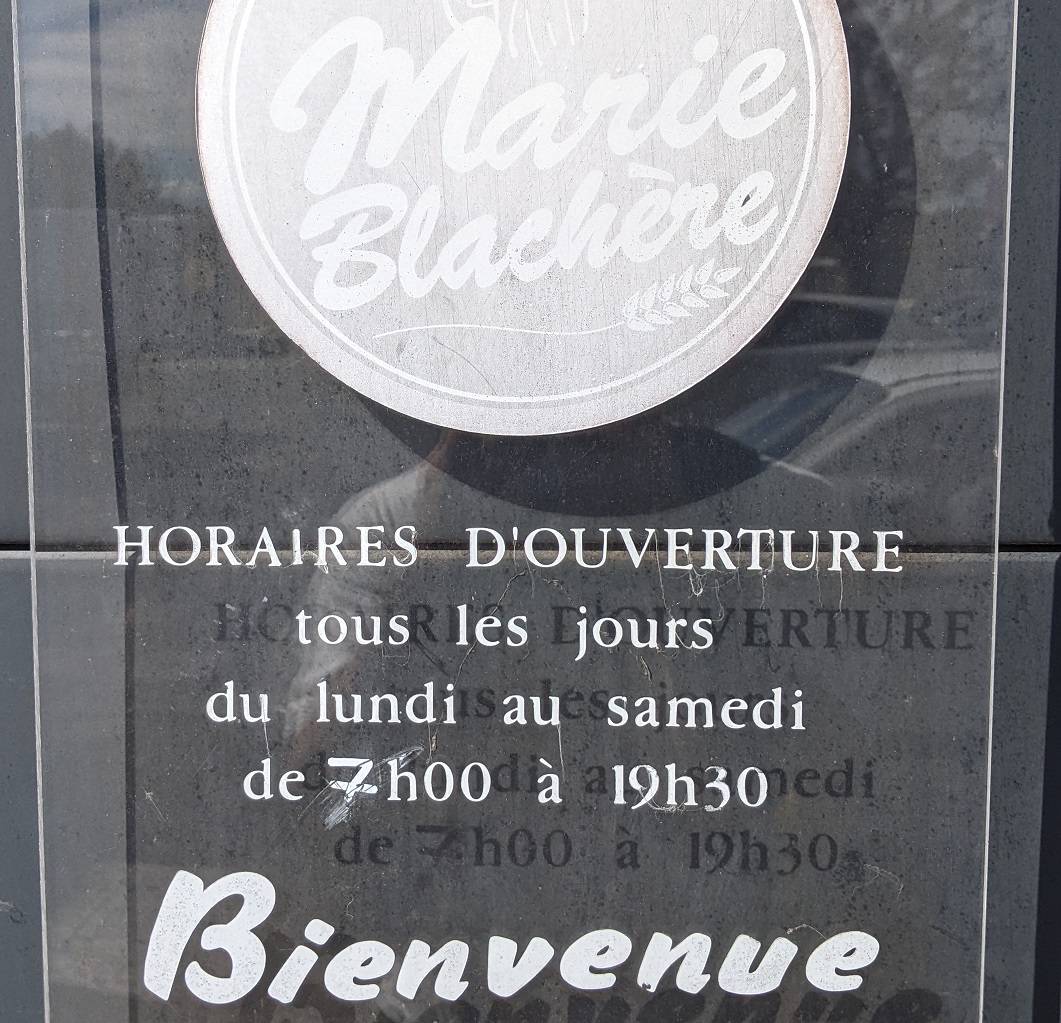 Marie
Blachère
HORAIRES D'OUVERTURE
tous les jours
du lundi au samedi
de 7h00 à 19h30
Bienvenue